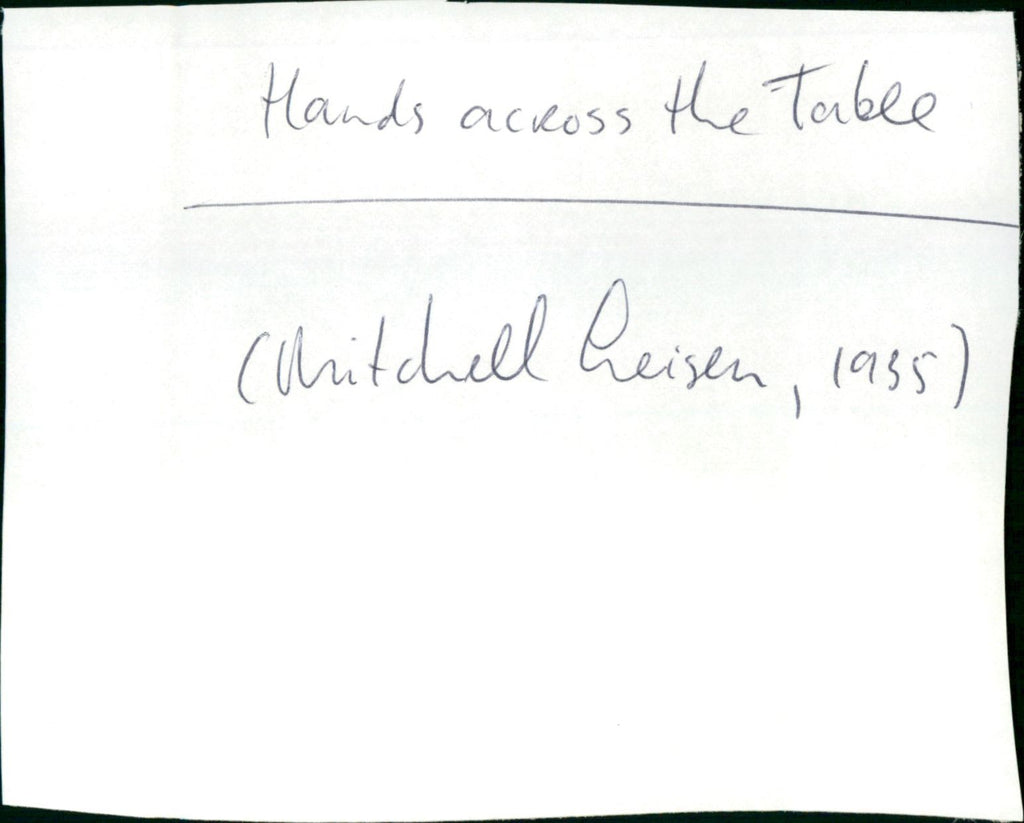 Hands across the Table
(Mitchell Leisen, 1935)